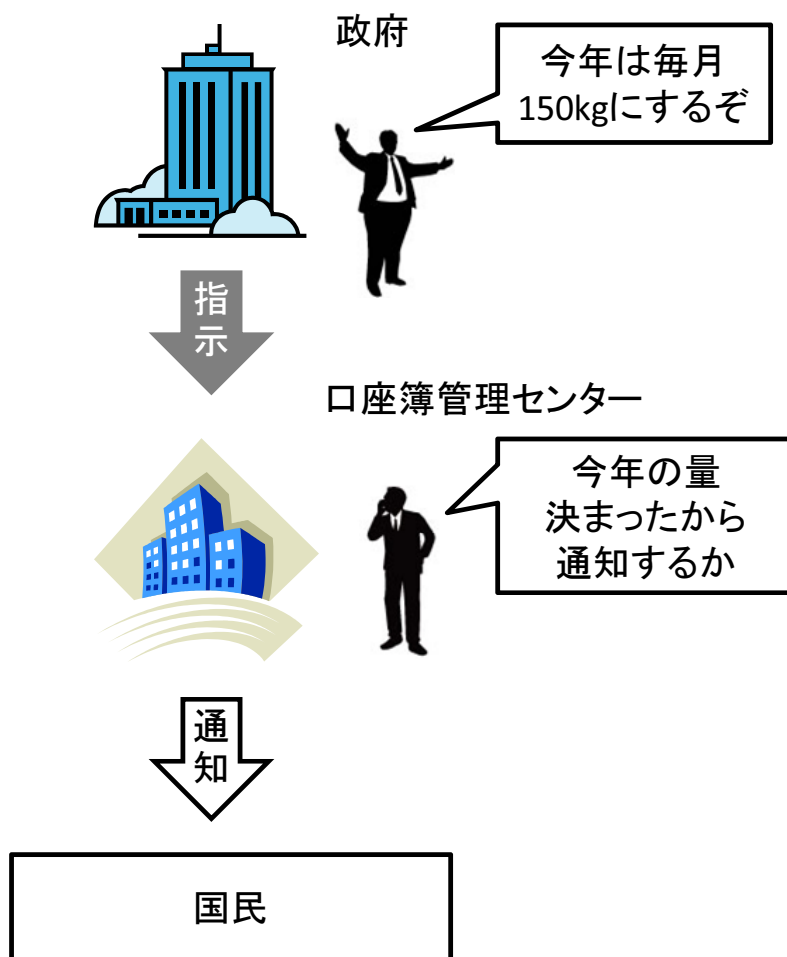 政府
今年は毎月
150kgにするぞ
指
示
口座簿管理センター
今年の量
決まったから
通知するか
通
知
国民